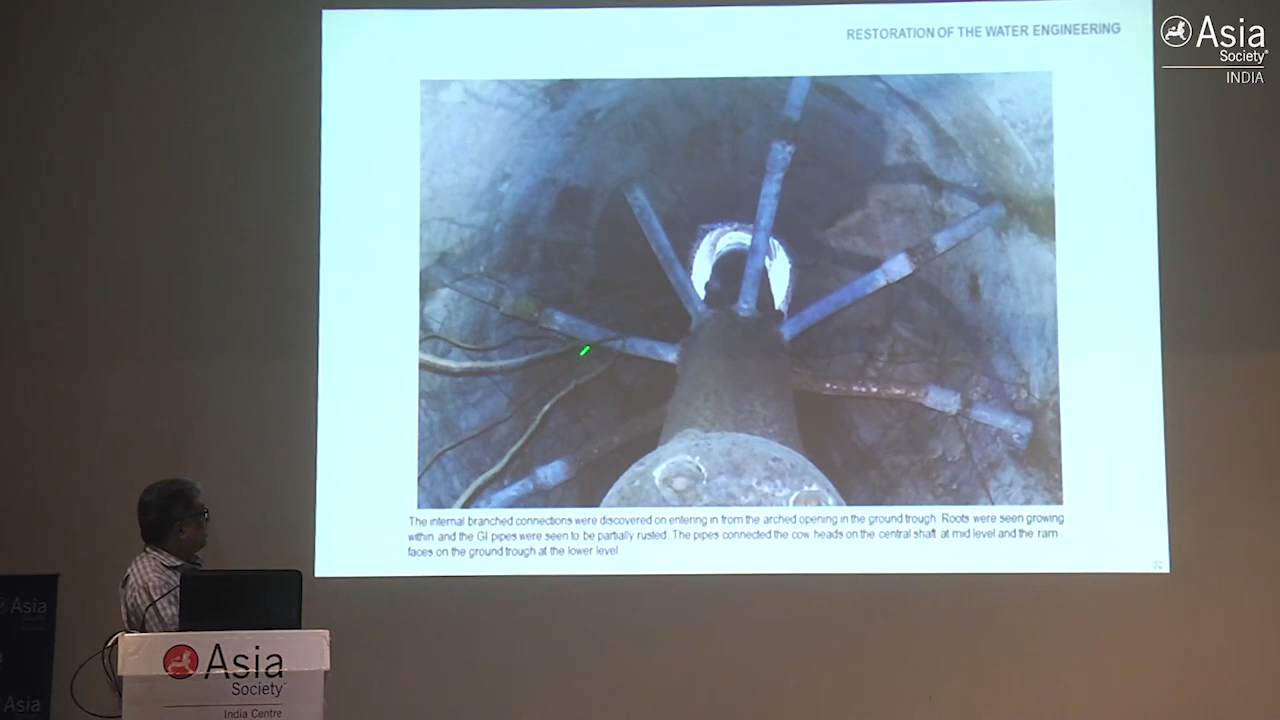 RESTORATION OF THE WATER ENGINEERING
Asia
Society
INDIA
The internal branched connections were discovered on entering in from the arched opening in the ground trough. Roots were seen growing
within and the GI pipes were seen to be partially rusted. The pipes connected the cow heads on the central shaft at mid level and the ram
faces on the ground trough at the lower level
32
Asia
Asia
Asia
Society
India Centre